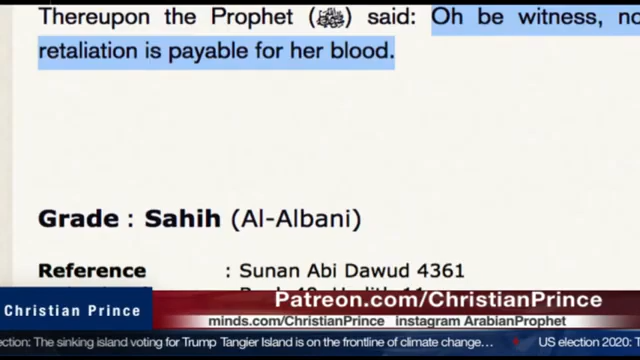 Thereupon the Prophet (ﷺ) said: Oh be witness, no
retaliation is payable for her blood.
Grade : Sahih (Al-Albani)
Reference : Sunan Abi Dawud 4361
Patreon.com/ChristianPrince
Christian Prince
minds.com/ChristianPrince instagram ArabianProphet
ection: The sinking island voting for Trump Tangier Island is on the frontline of climate change… US election 2020: T